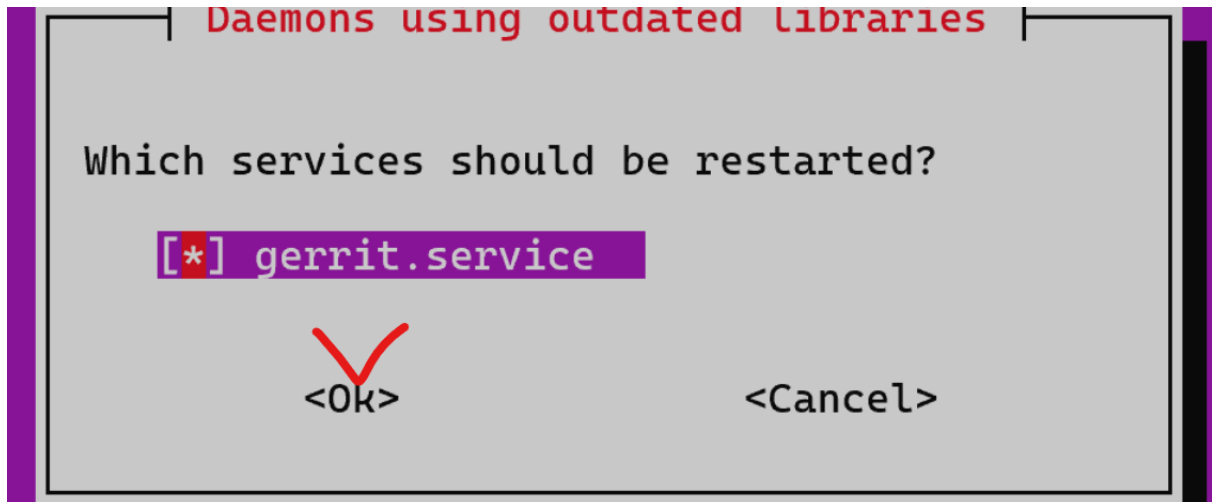 Daemons using outdated libraries
Which services should be restarted?
[*] gerrit.service
<Ok> <Cancel>